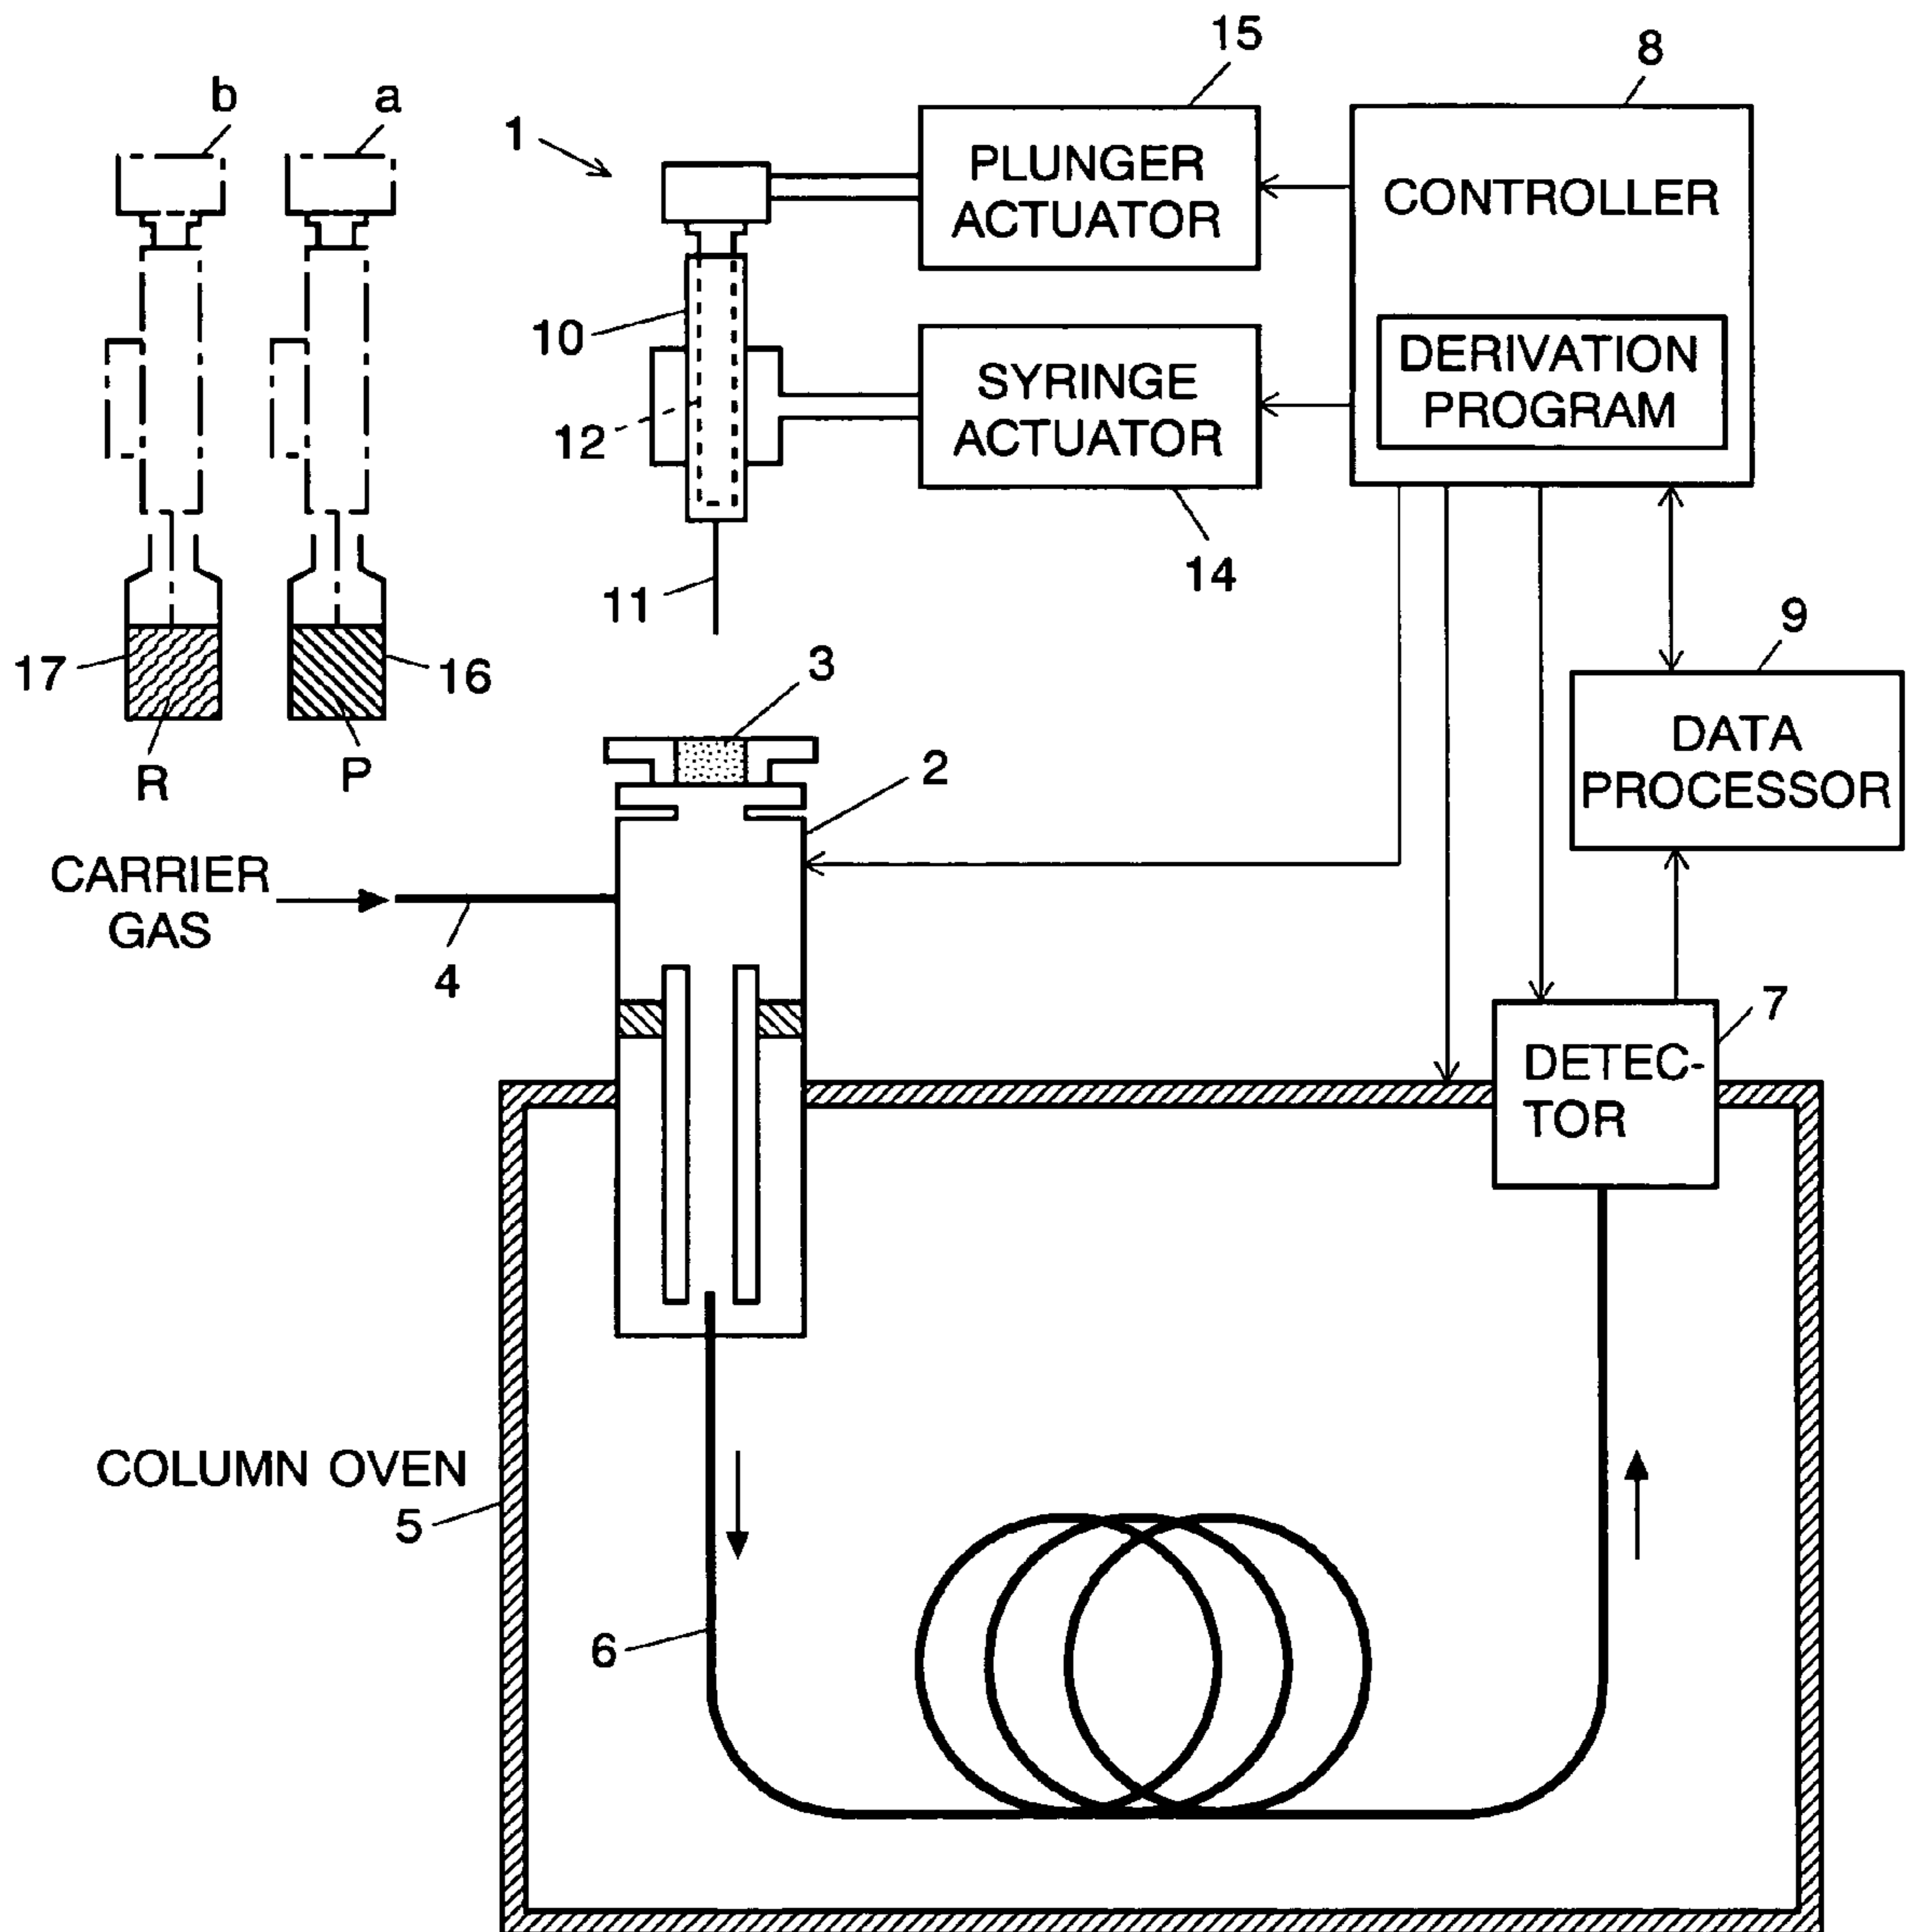 15
8
b
a
1
PLUNGER
ACTUATOR
CONTROLLER
10
DERIVATION
PROGRAM
SYRINGE
ACTUATOR
12
14
11
9
17
16
3
R
P
2
DATA
PROCESSOR
CARRIER
GAS
4
7
DETEC-
TOR
COLUMN OVEN
5
6